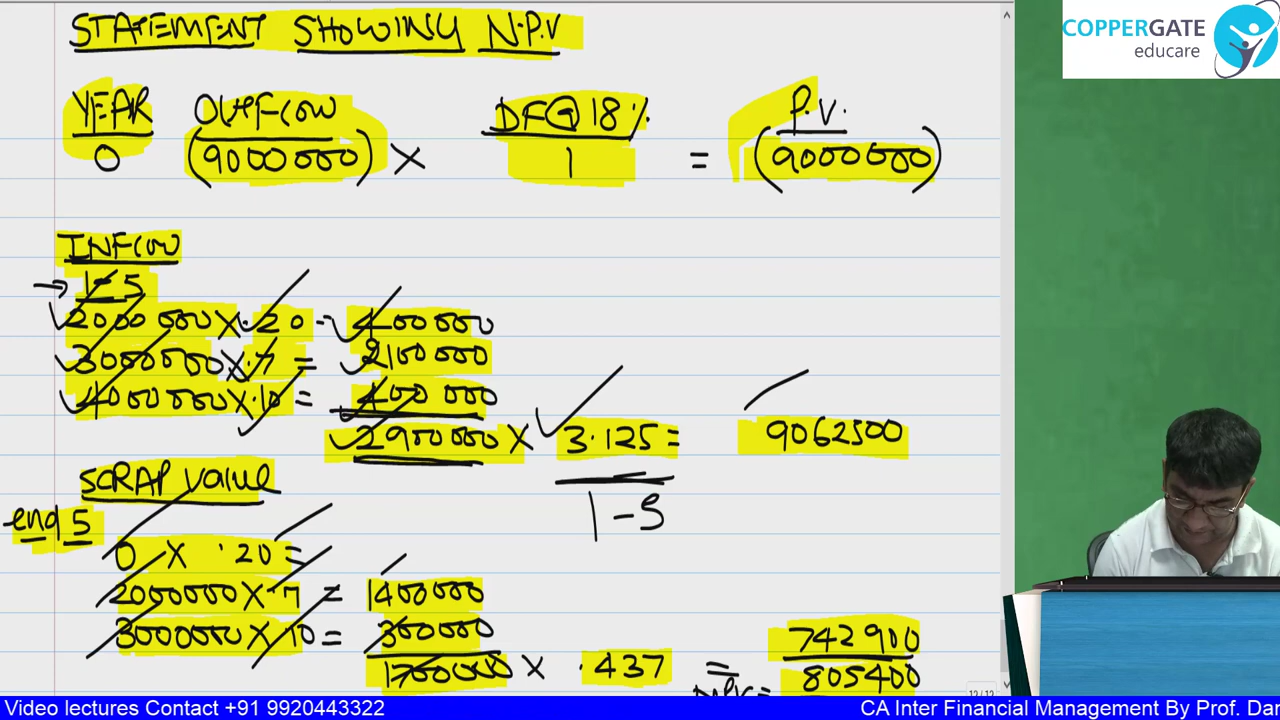 STATEMENT SHOWING N.P.V
COPPERGATE
educare
YEAR OUTFLOW DF@18% P.V.
0 (9000000) X 1 = (9000000)
INFLOW
→ 1-5
2000000 X .20 = 400000
3000000 X .7 = 2100000
4000000 X .10 = 400000
2900000 X 3.125 = 9062500
1-5
SCRAP Value
end 5
0 X .20 =
2000000 X .7 = 1400000
3000000 X .10 = 300000
1700000 X .437 = 742900
805400
12/12
Video lectures Contact +91 9920443322
CA Inter Financial Management By Prof. Dar